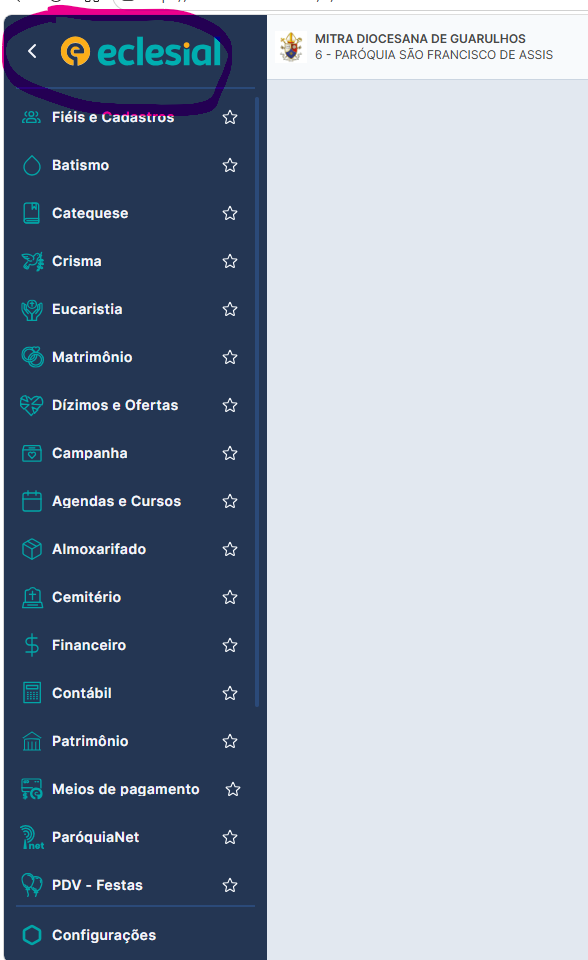 eclesial
MITRA DIOCESANA DE GUARULHOS
6 - PARÓQUIA SÃO FRANCISCO DE ASSIS
Fiéis e Cadastros
Batismo
Catequese
Crisma
Eucaristia
Matrimônio
Dízimos e Ofertas
Campanha
Agendas e Cursos
Almoxarifado
Cemitério
Financeiro
Contábil
Patrimônio
Meios de pagamento
net
ParóquiaNet
PDV - Festas
Configurações